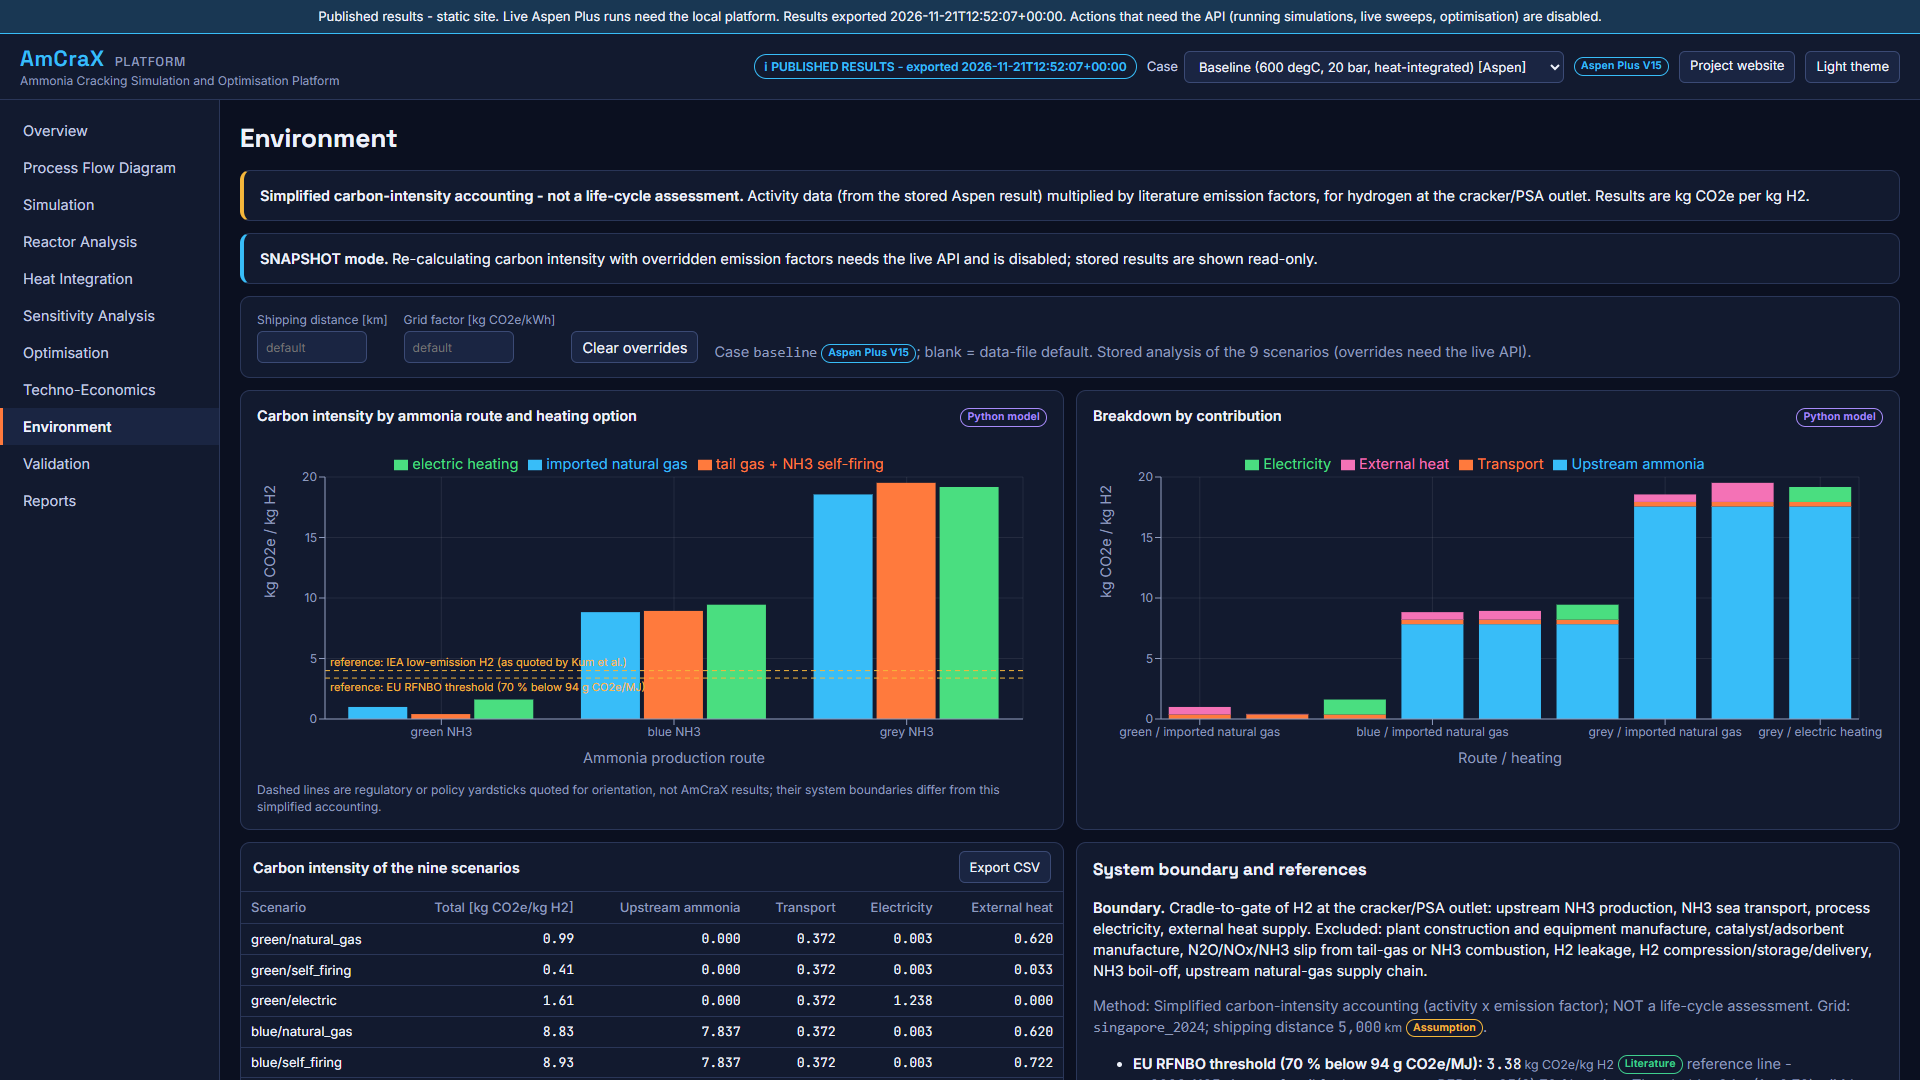 Published results - static site. Live Aspen Plus runs need the local platform. Results exported 2026-11-21T12:52:07+00:00. Actions that need the API (running simulations, live sweeps, optimisation) are disabled.
AmCraX PLATFORM
Ammonia Cracking Simulation and Optimisation Platform
i PUBLISHED RESULTS - exported 2026-11-21T12:52:07+00:00
Case
Baseline (600 degC, 20 bar, heat-integrated) [Aspen]
Aspen Plus V15
Project website
Light theme
Overview
Process Flow Diagram
Simulation
Reactor Analysis
Heat Integration
Sensitivity Analysis
Optimisation
Techno-Economics
Environment
Validation
Reports
Environment
Simplified carbon-intensity accounting - not a life-cycle assessment. Activity data (from the stored Aspen result) multiplied by literature emission factors, for hydrogen at the cracker/PSA outlet. Results are kg CO2e per kg H2.
SNAPSHOT mode. Re-calculating carbon intensity with overridden emission factors needs the live API and is disabled; stored results are shown read-only.
Shipping distance [km]
default
Grid factor [kg CO2e/kWh]
default
Clear overrides
Case baseline Aspen Plus V15; blank = data-file default. Stored analysis of the 9 scenarios (overrides need the live API).
Carbon intensity by ammonia route and heating option
Python model
electric heating imported natural gas tail gas + NH3 self-firing
kg CO2e / kg H2
20
15
10
5
0
reference: IEA low-emission H2 (as quoted by Kum et al.)
reference: EU RFNBO threshold (70 % below 94 g CO2e/MJ)
green NH3 blue NH3 grey NH3
Ammonia production route
Dashed lines are regulatory or policy yardsticks quoted for orientation, not AmCraX results; their system boundaries differ from this
simplified accounting.
Breakdown by contribution
Python model
Electricity External heat Transport Upstream ammonia
kg CO2e / kg H2
20
15
10
5
0
green / imported natural gas blue / imported natural gas grey / imported natural gas grey / electric heating
Route / heating
Carbon intensity of the nine scenarios
Export CSV
Scenario Total [kg CO2e/kg H2] Upstream ammonia Transport Electricity External heat
green/natural_gas 0.99 0.000 0.372 0.003 0.620
green/self_firing 0.41 0.000 0.372 0.003 0.033
green/electric 1.61 0.000 0.372 1.238 0.000
blue/natural_gas 8.83 7.837 0.372 0.003 0.620
blue/self_firing 8.93 7.837 0.372 0.003 0.722
System boundary and references
Boundary. Cradle-to-gate of H2 at the cracker/PSA outlet: upstream NH3 production, NH3 sea transport, process
electricity, external heat supply. Excluded: plant construction and equipment manufacture, catalyst/adsorbent
manufacture, N2O/NOx/NH3 slip from tail-gas or NH3 combustion, H2 leakage, H2 compression/storage/delivery,
NH3 boil-off, upstream natural-gas supply chain.
Method: Simplified carbon-intensity accounting (activity x emission factor); NOT a life-cycle assessment. Grid:
singapore_2024; shipping distance 5,000 km Assumption.
• EU RFNBO threshold (70 % below 94 g CO2e/MJ): 3.38 kg CO2e/kg H2 Literature reference line -